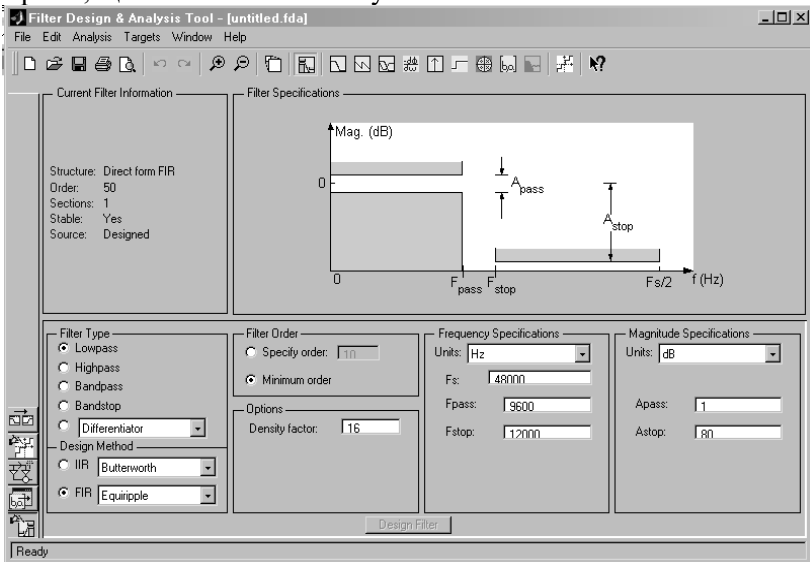 Filter Design & Analysis Tool - [untitled.fda]
File Edit Analysis Targets Window Help
Current Filter Information
Structure: Direct form FIR
Order: 50
Sections: 1
Stable: Yes
Source: Designed
Filter Specifications
Mag. (dB)
0
Apass
Astop
0
Fpass
Fstop
Fs/2
f (Hz)
Filter Type
Lowpass
Highpass
Bandpass
Bandstop
Differentiator
Design Method
IIR Butterworth
FIR Equiripple
Filter Order
Specify order: 10
Minimum order
Options
Density factor: 16
Frequency Specifications
Units: Hz
Fs: 48000
Fpass: 9600
Fstop: 12000
Magnitude Specifications
Units: dB
Apass: 1
Astop: 80
Design Filter
Ready